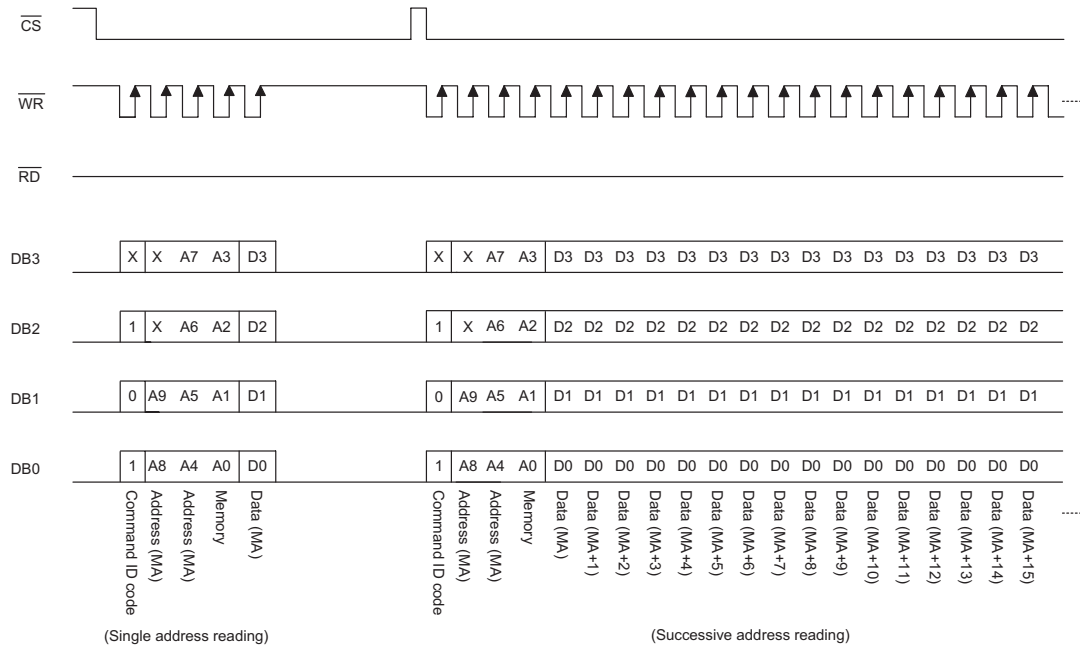 CS
WR
RD
DB3 X X A7 A3 D3 X X A7 A3 D3 D3 D3 D3 D3 D3 D3 D3 D3 D3 D3 D3 D3 D3 D3 D3
DB2 1 X A6 A2 D2 1 X A6 A2 D2 D2 D2 D2 D2 D2 D2 D2 D2 D2 D2 D2 D2 D2 D2 D2
DB1 0 A9 A5 A1 D1 0 A9 A5 A1 D1 D1 D1 D1 D1 D1 D1 D1 D1 D1 D1 D1 D1 D1 D1 D1
DB0 1 A8 A4 A0 D0 1 A8 A4 A0 D0 D0 D0 D0 D0 D0 D0 D0 D0 D0 D0 D0 D0 D0 D0 D0
Command ID code
Address (MA)
Address (MA)
Memory
Data (MA)
Command ID code
Address (MA)
Address (MA)
Memory
Data (MA)
Data (MA+1)
Data (MA+2)
Data (MA+3)
Data (MA+4)
Data (MA+5)
Data (MA+6)
Data (MA+7)
Data (MA+8)
Data (MA+9)
Data (MA+10)
Data (MA+11)
Data (MA+12)
Data (MA+13)
Data (MA+14)
Data (MA+15)
(Single address reading)
(Successive address reading)